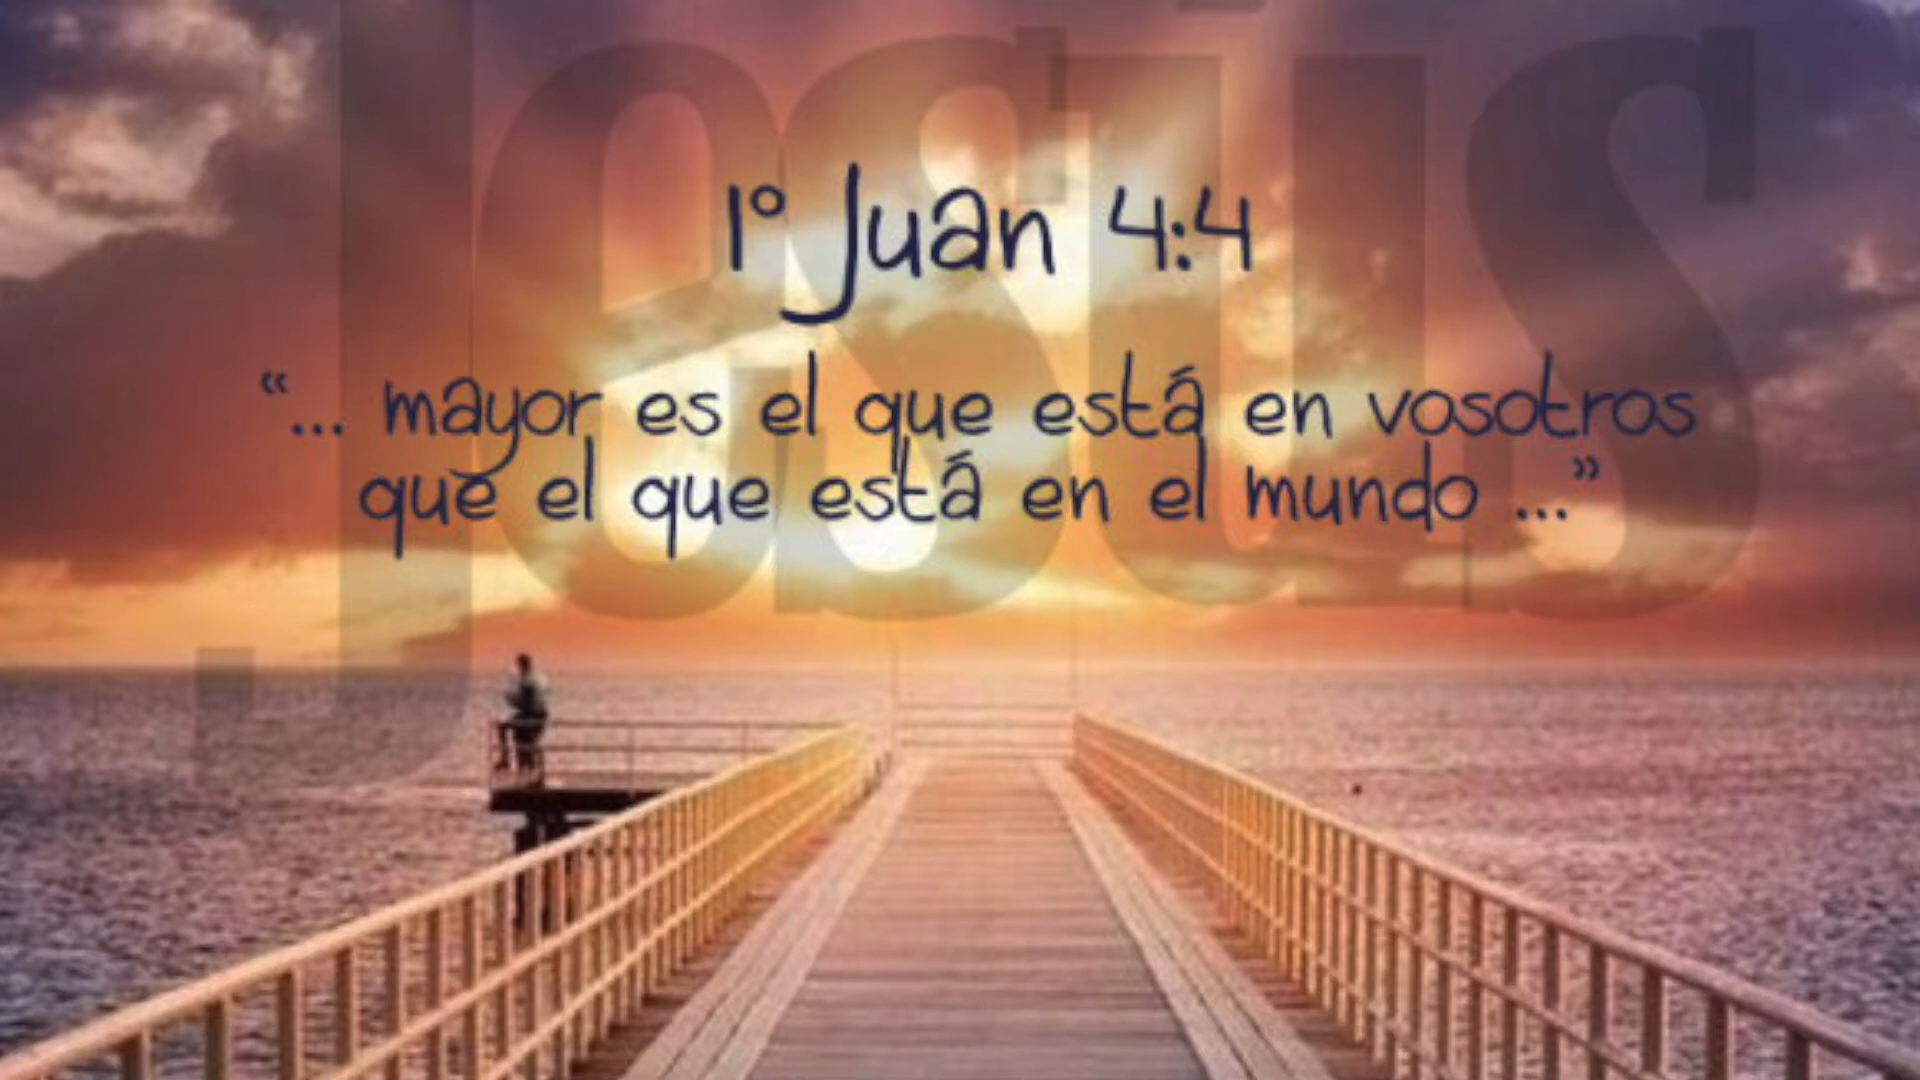 Jesús
1º Juan 4:4
“... mayor es el que está en vosotros
que el que está en el mundo ...”